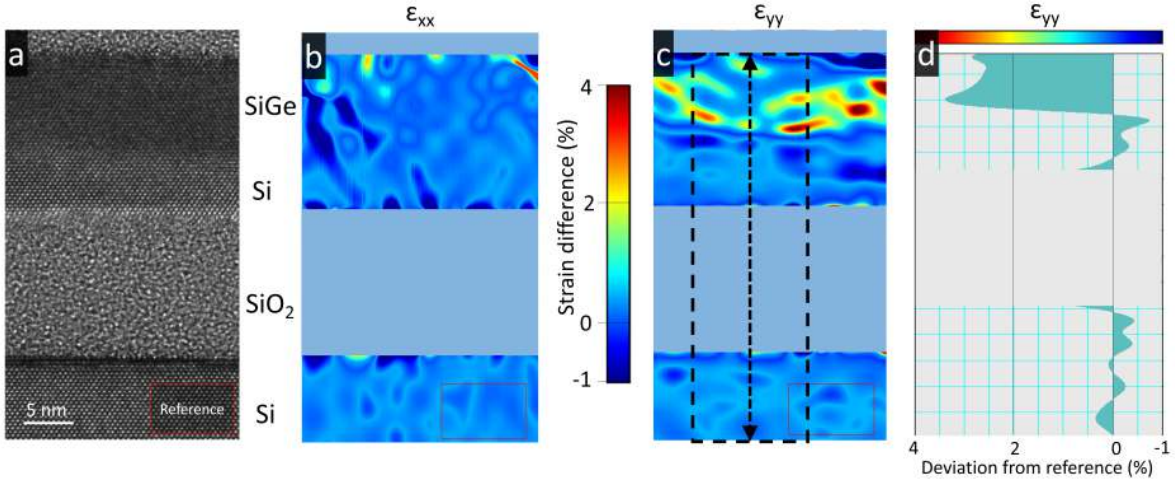 a
SiGe
Si
SiO2
Si
Reference
5 nm
b
εxx
Strain difference (%)
4
2
0
-1
c
εyy
d
εyy
4
2
0
-1
Deviation from reference (%)